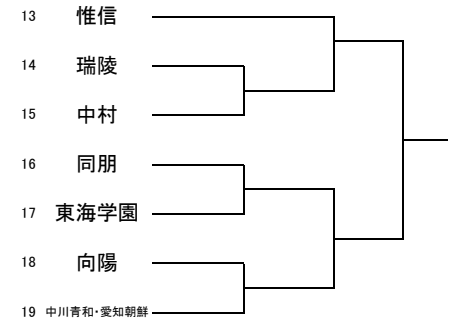 13 惟信
14 瑞陵
15 中村
16 同朋
17 東海学園
18 向陽
19 中川青和・愛知朝鮮